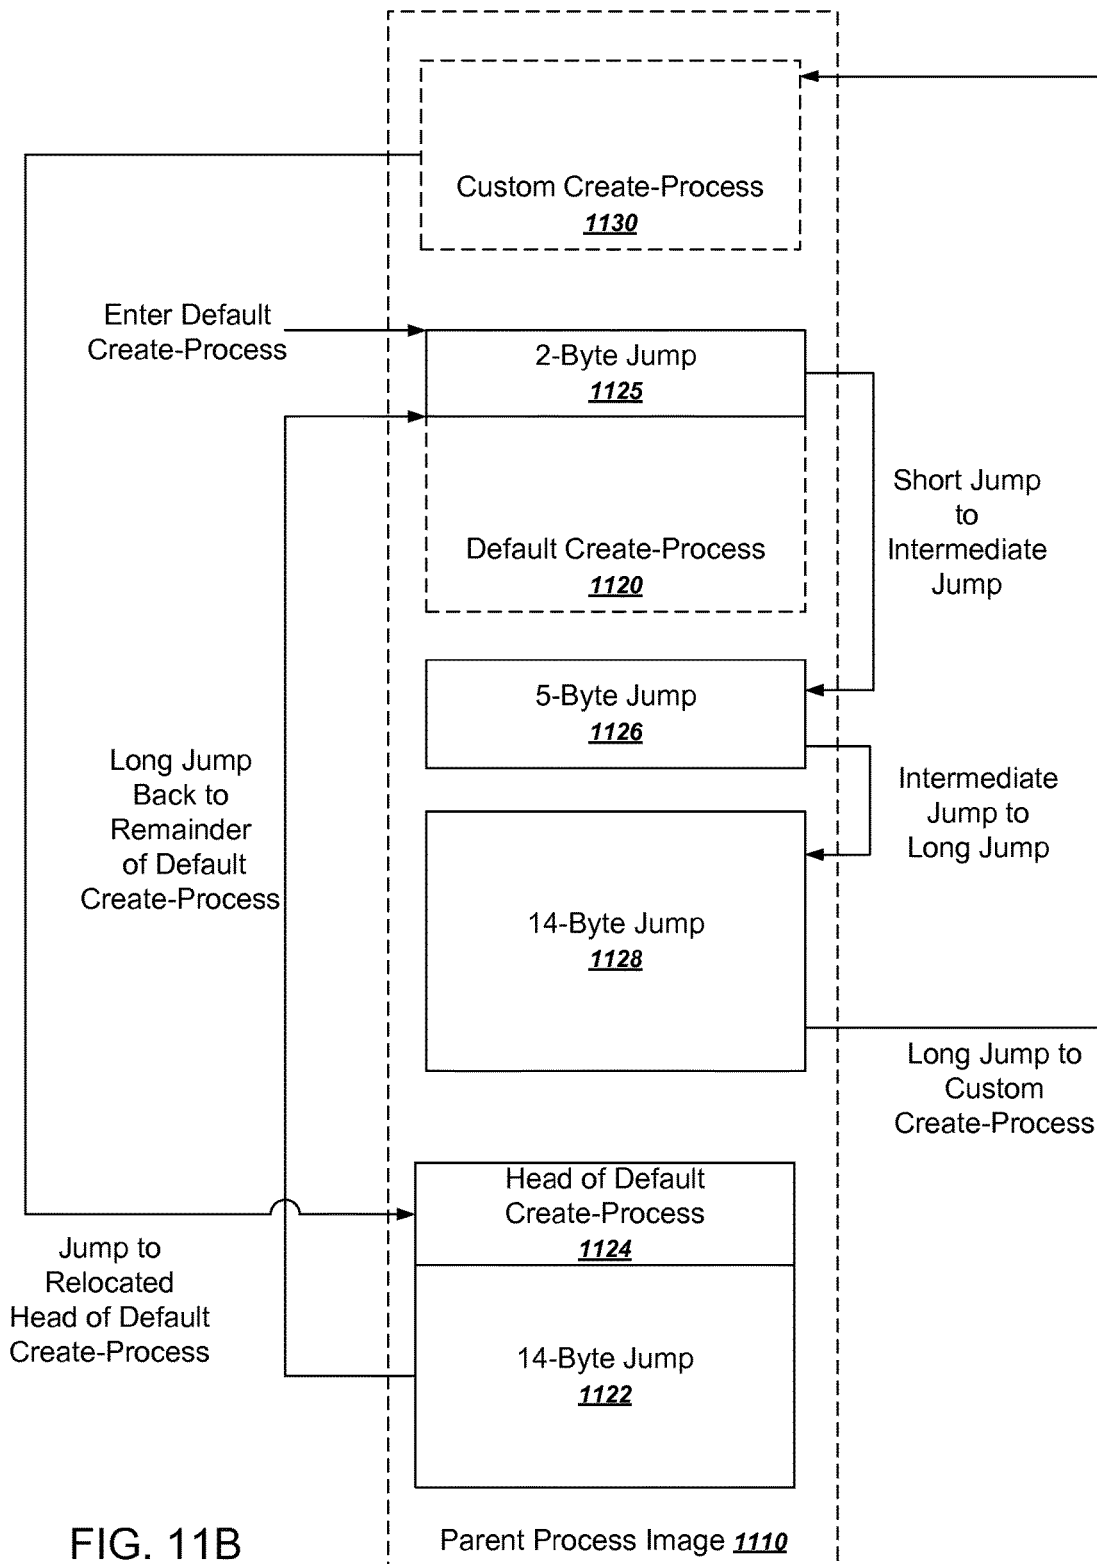 Custom Create-Process
1130
Enter Default
Create-Process
2-Byte Jump
1125
Short Jump
to
Intermediate
Jump
Default Create-Process
1120
5-Byte Jump
1126
Long Jump
Back to
Remainder
of Default
Create-Process
Intermediate
Jump to
Long Jump
14-Byte Jump
1128
Long Jump to
Custom
Create-Process
Head of Default
Create-Process
1124
Jump to
Relocated
Head of Default
Create-Process
14-Byte Jump
1122
FIG. 11B
Parent Process Image 1110